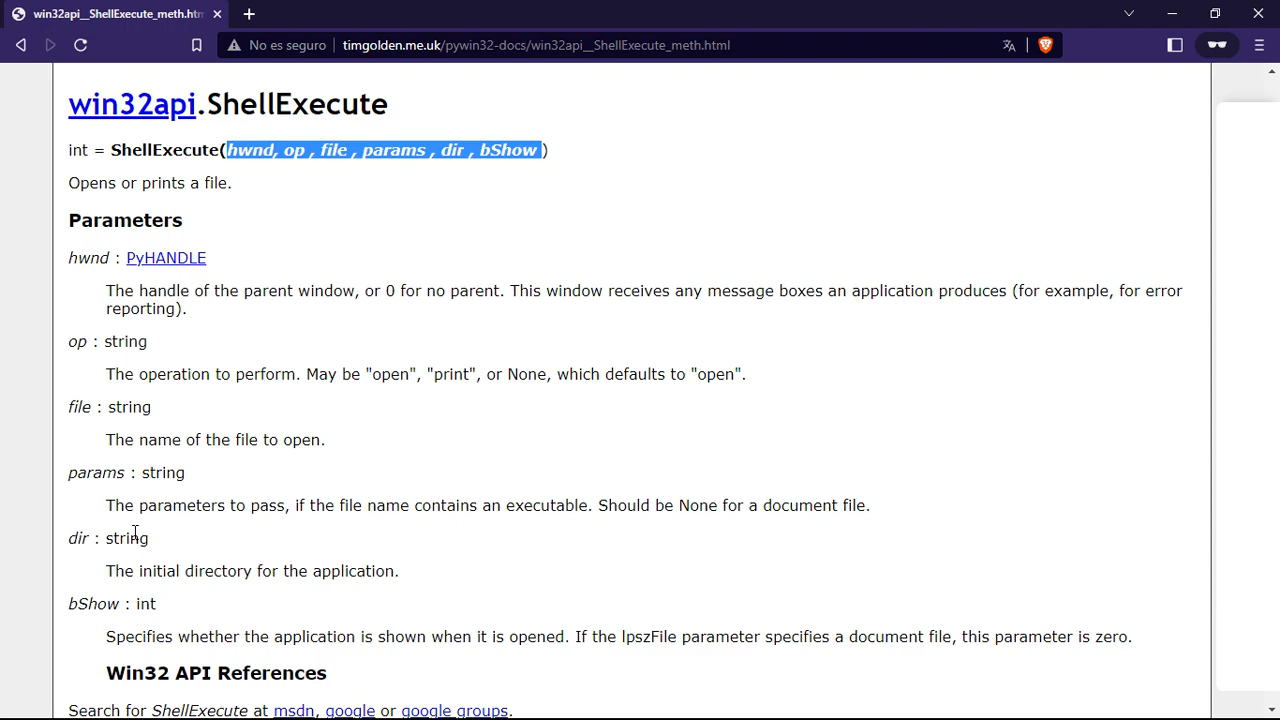 win32api__ShellExecute_meth.htm
No es seguro
timgolden.me.uk/pywin32-docs/win32api__ShellExecute_meth.html
win32api.ShellExecute
int = ShellExecute(hwnd, op , file , params , dir , bShow )
Opens or prints a file.
Parameters
hwnd : PyHANDLE
The handle of the parent window, or 0 for no parent. This window receives any message boxes an application produces (for example, for error
reporting).
op : string
The operation to perform. May be "open", "print", or None, which defaults to "open".
file : string
The name of the file to open.
params : string
The parameters to pass, if the file name contains an executable. Should be None for a document file.
dir : string
The initial directory for the application.
bShow : int
Specifies whether the application is shown when it is opened. If the lpszFile parameter specifies a document file, this parameter is zero.
Win32 API References
Search for ShellExecute at msdn, google or google groups.